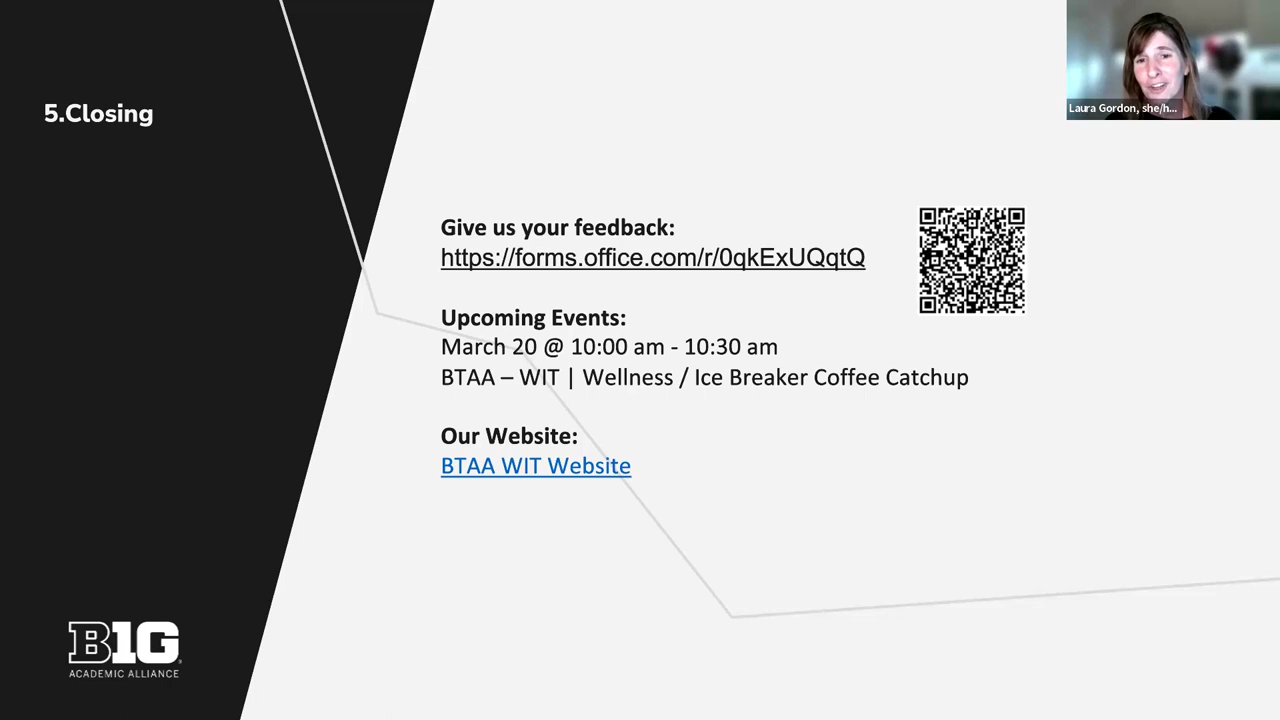 5.Closing
Laura Gordon, she/h...
Give us your feedback:
https://forms.office.com/r/0qkExUQqtQ
Upcoming Events:
March 20 @ 10:00 am - 10:30 am
BTAA – WIT | Wellness / Ice Breaker Coffee Catchup
Our Website:
BTAA WIT Website
B1G
ACADEMIC ALLIANCE